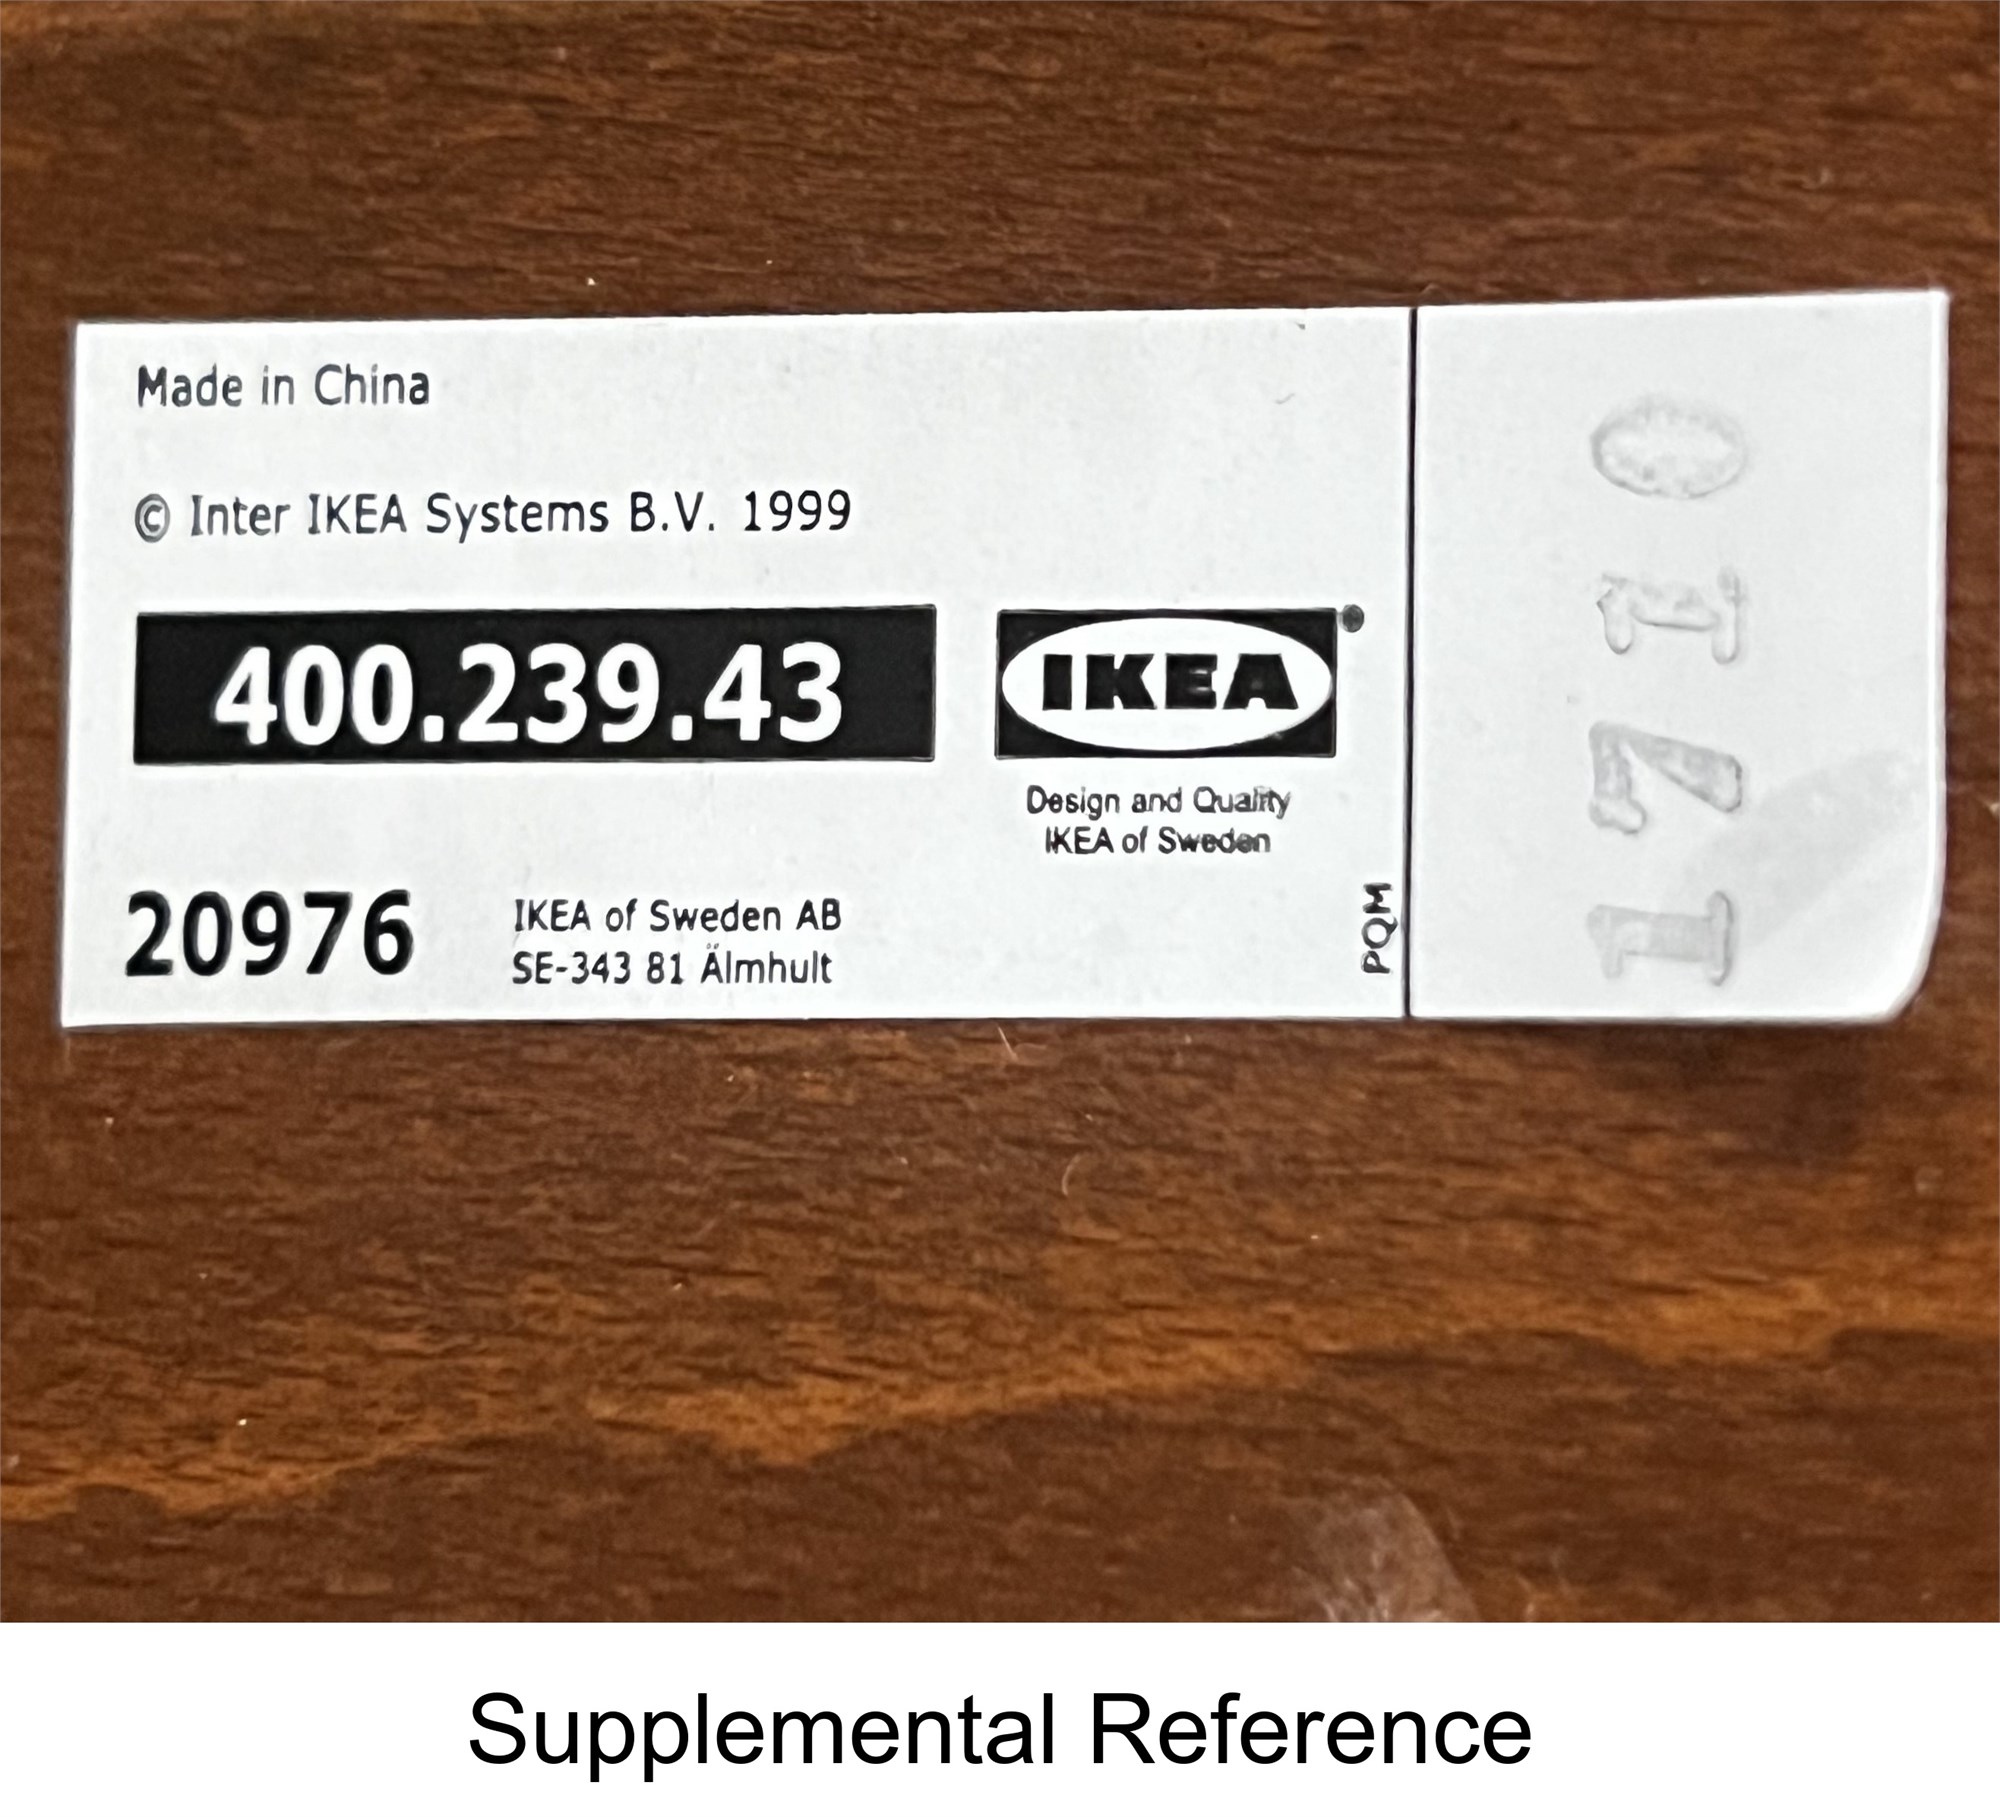 Made in China
© Inter IKEA Systems B.V. 1999
400.239.43
IKEA
Design and Quality
IKEA of Sweden
20976
IKEA of Sweden AB
SE-343 81 Älmhult
PQM
1710
Supplemental Reference